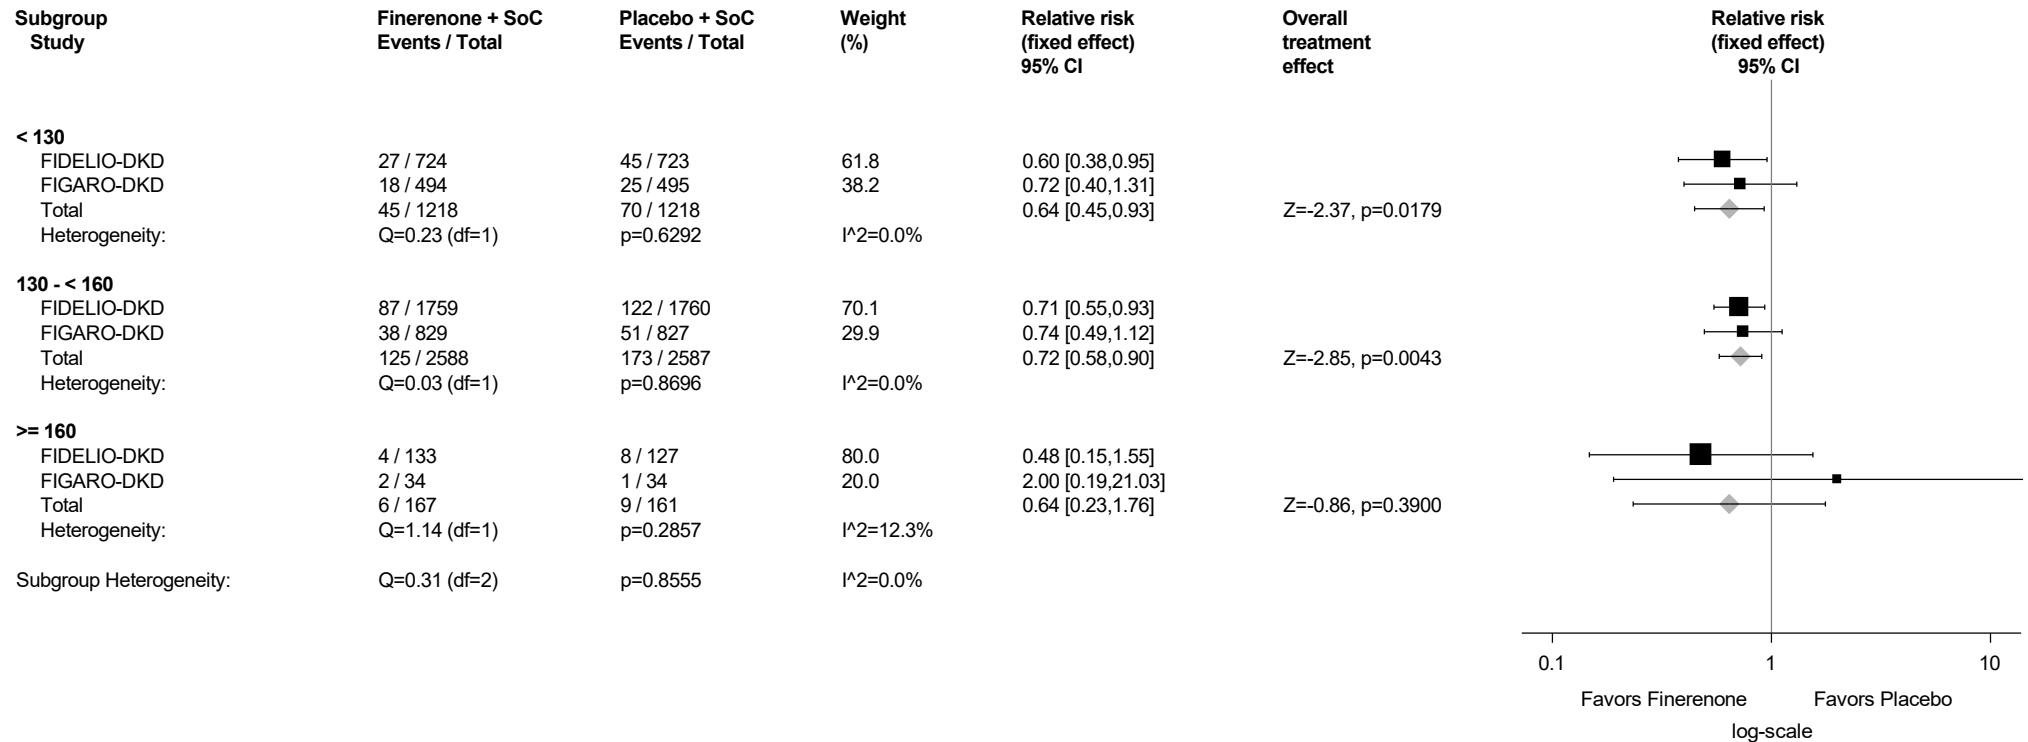 Subgroup Finerenone + SoC Placebo + SoC Weight Relative risk Overall Relative risk
Study Events / Total Events / Total (%) (fixed effect) treatment (fixed effect)
95% CI effect 95% CI
< 130
FIDELIO-DKD 27 / 724 45 / 723 61.8 0.60 [0.38,0.95]
FIGARO-DKD 18 / 494 25 / 495 38.2 0.72 [0.40,1.31]
Total 45 / 1218 70 / 1218 0.64 [0.45,0.93] Z=-2.37, p=0.0179
Heterogeneity: Q=0.23 (df=1) p=0.6292 I^2=0.0%
130 - < 160
FIDELIO-DKD 87 / 1759 122 / 1760 70.1 0.71 [0.55,0.93]
FIGARO-DKD 38 / 829 51 / 827 29.9 0.74 [0.49,1.12]
Total 125 / 2588 173 / 2587 0.72 [0.58,0.90] Z=-2.85, p=0.0043
Heterogeneity: Q=0.03 (df=1) p=0.8696 I^2=0.0%
>= 160
FIDELIO-DKD 4 / 133 8 / 127 80.0 0.48 [0.15,1.55]
FIGARO-DKD 2 / 34 1 / 34 20.0 2.00 [0.19,21.03]
Total 6 / 167 9 / 161 0.64 [0.23,1.76] Z=-0.86, p=0.3900
Heterogeneity: Q=1.14 (df=1) p=0.2857 I^2=12.3%
Subgroup Heterogeneity: Q=0.31 (df=2) p=0.8555 I^2=0.0%
0.1 1 10
Favors Finerenone Favors Placebo
log-scale